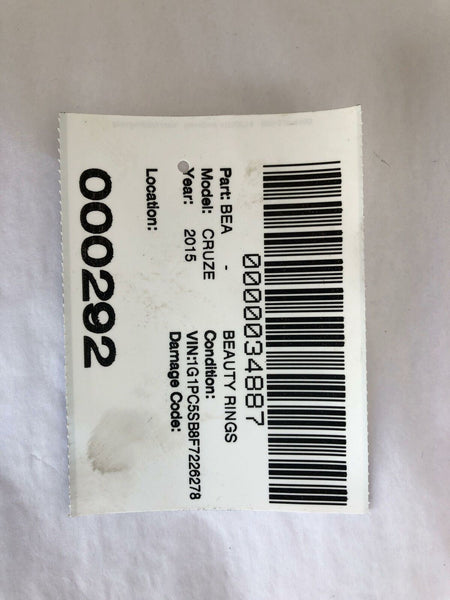 0000034887
Part: BEA - BEAUTY RINGS
Model: CRUZE Condition:
Year: 2015 VIN:1G1PC5SB8F7226278
Damage Code:
Location:
000292